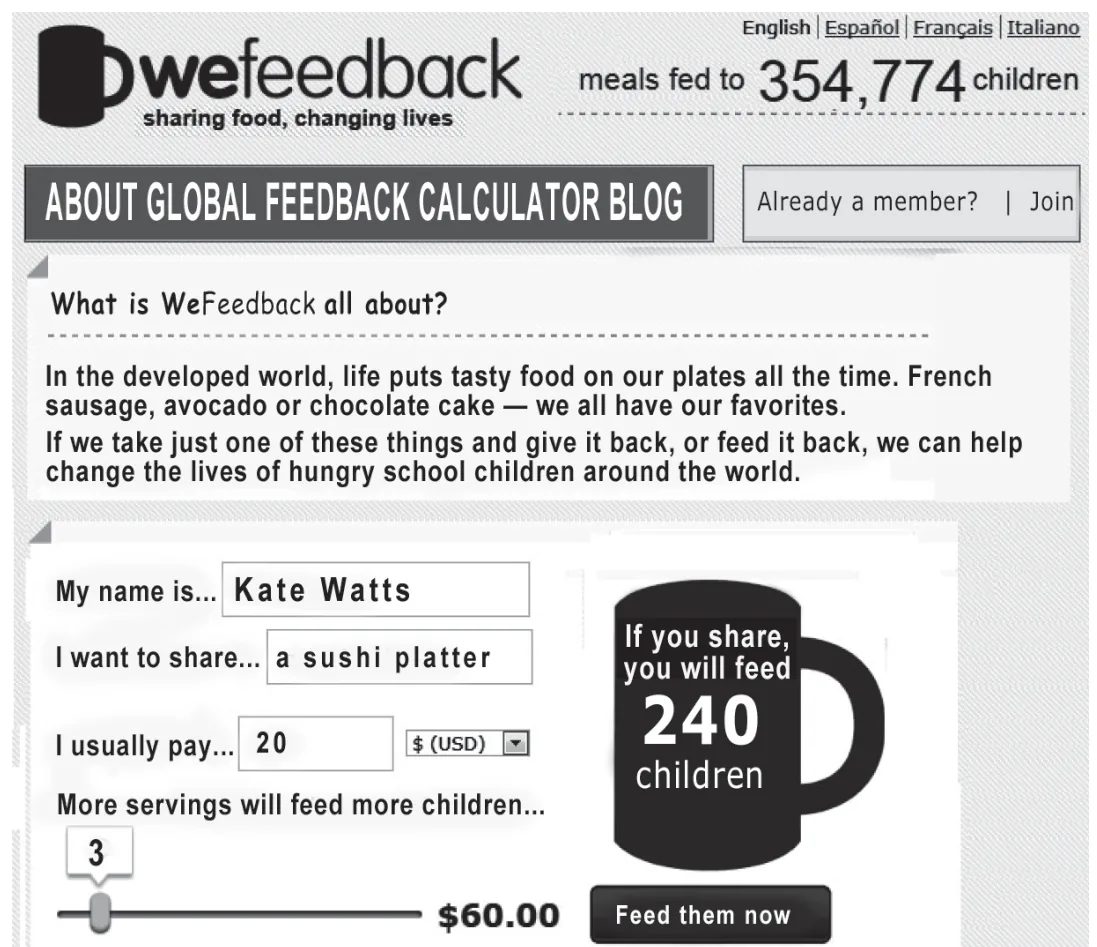 English | Español | Français | Italiano
wefeedback
sharing food, changing lives
meals fed to 354,774 children
ABOUT GLOBAL FEEDBACK CALCULATOR BLOG
Already a member? | Join
What is WeFeedback all about?
In the developed world, life puts tasty food on our plates all the time. French
sausage, avocado or chocolate cake — we all have our favorites.
If we take just one of these things and give it back, or feed it back, we can help
change the lives of hungry school children around the world.
My name is... Kate Watts
I want to share... a sushi platter
I usually pay... 20 $ (USD)
More servings will feed more children...
3
$60.00
If you share,
you will feed
240
children
Feed them now